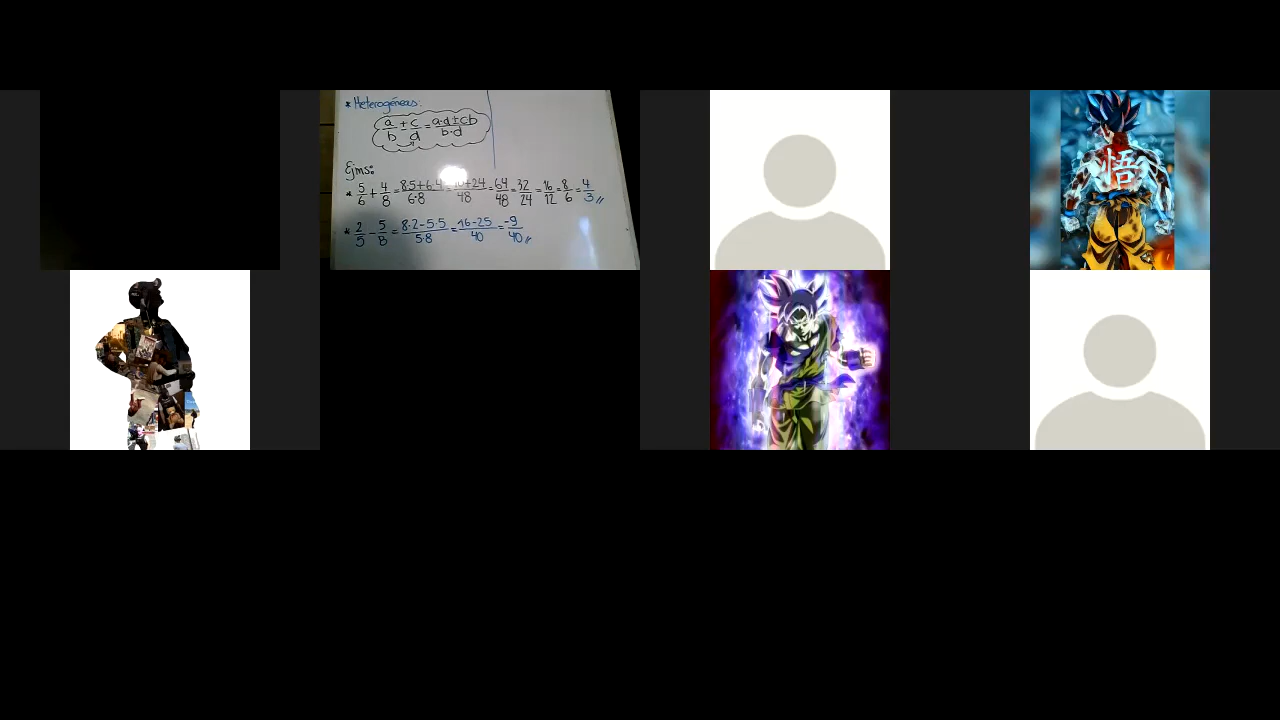 * Heterogéneas:
a/b ± c/d = a·d ± cb / b·d
Ejms:
* 5/6 + 4/8 = 8·5+6·4 / 6·8 = +24 / 48 = 64/48 = 32/24 = 16/12 = 8/6 = 4/3 //
* 2/5 - 5/8 = 8·2-5·5 / 5·8 = 16-25 / 40 = -9/40 //
悟